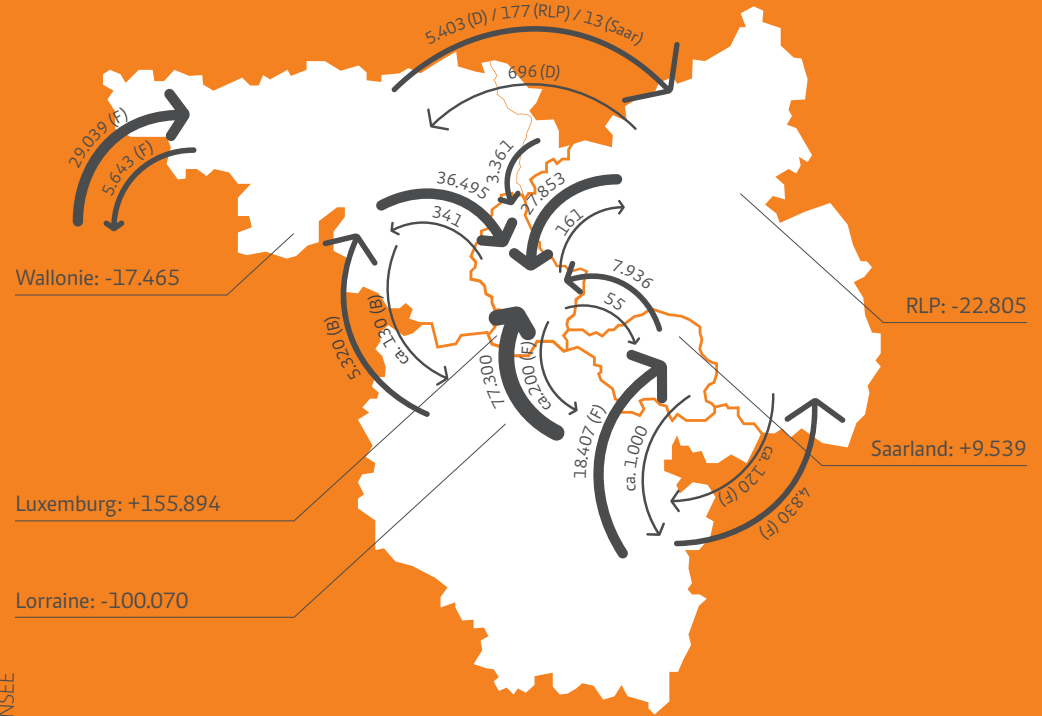 5.403 (D) / 177 (RLP) / 13 (Saar)
696 (D)
29.039 (F)
5.643 (F)
3.361
36.495
27.853
341
161
Wallonie: -17.465
7.936
55
RLP: -22.805
5.320 (B)
ca. 130 (B)
77.300
ca.200 (F)
18.407 (F)
ca. 1.000
ca. 120 (F)
4.830 (F)
Saarland: +9.539
Luxemburg: +155.894
Lorraine: -100.070
INSEE